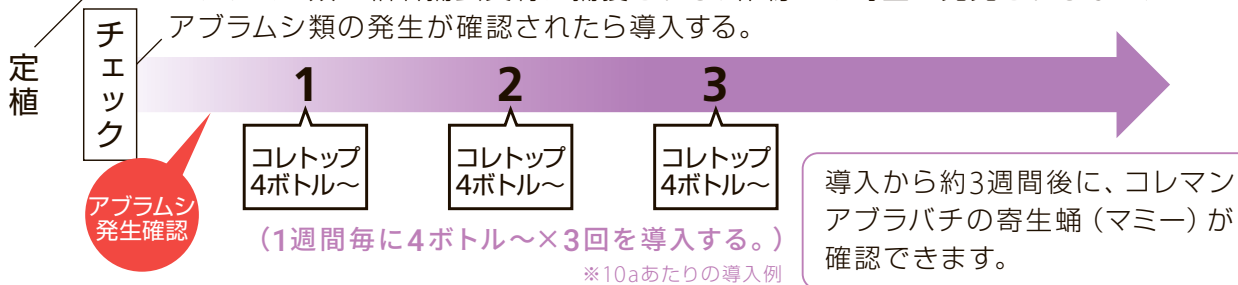 アブラムシ類の発生が確認されたら導入する。
定植
チェック
1
2
3
コレトップ
4ボトル～
コレトップ
4ボトル～
コレトップ
4ボトル～
アブラムシ
発生確認
（1週間毎に4ボトル～×3回を導入する。）
※10aあたりの導入例
導入から約3週間後に、コレマン
アブラバチの寄生蛹（マミー）が
確認できます。